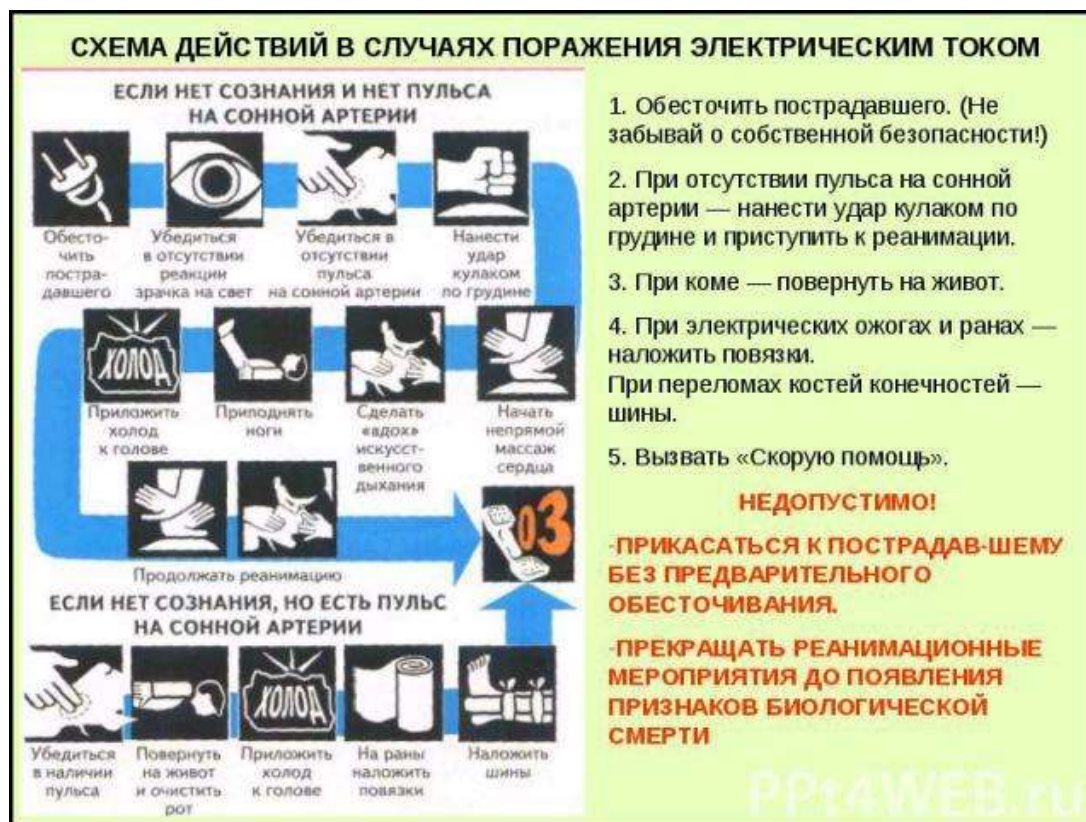 СХЕМА ДЕЙСТВИЙ В СЛУЧАЯХ ПОРАЖЕНИЯ ЭЛЕКТРИЧЕСКИМ ТОКОМ
ЕСЛИ НЕТ СОЗНАНИЯ И НЕТ ПУЛЬСА
НА СОННОЙ АРТЕРИИ
Обесто-
чить
постра-
давшего
Убедиться
в отсутствии
реакции
зрачка на свет
Убедиться в
отсутствии
пульса
на сонной артерии
Нанести
удар
кулаком
по грудине
ХОЛОД
Приложить
холод
к голове
Приподнять
ноги
Сделать
«вдох»
искусст-
венного
дыхания
Начать
непрямой
массаж
сердца
03
Продолжать реанимацию
ЕСЛИ НЕТ СОЗНАНИЯ, НО ЕСТЬ ПУЛЬС
НА СОННОЙ АРТЕРИИ
ХОЛОД
Убедиться
в наличии
пульса
Повернуть
на живот
и очистить
рот
Приложить
холод
к голове
На раны
наложить
повязки
Наложить
шины
1. Обесточить пострадавшего. (Не
забывай о собственной безопасности!)
2. При отсутствии пульса на сонной
артерии — нанести удар кулаком по
грудине и приступить к реанимации.
3. При коме — повернуть на живот.
4. При электрических ожогах и ранах —
наложить повязки.
При переломах костей конечностей —
шины.
5. Вызвать «Скорую помощь».
НЕДОПУСТИМО!
-ПРИКАСАТЬСЯ К ПОСТРАДАВ-ШЕМУ
БЕЗ ПРЕДВАРИТЕЛЬНОГО
ОБЕСТОЧИВАНИЯ.
-ПРЕКРАЩАТЬ РЕАНИМАЦИОННЫЕ
МЕРОПРИЯТИЯ ДО ПОЯВЛЕНИЯ
ПРИЗНАКОВ БИОЛОГИЧЕСКОЙ
СМЕРТИ
PPt4WEB.ru